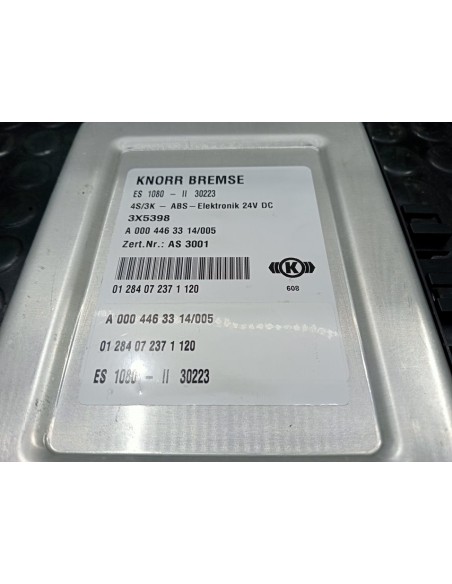 KNORR BREMSE
ES 1080 - II 30223
4S/3K - ABS-Elektronik 24V DC
3X5398
A 000 446 33 14/005
Zert.Nr.: AS 3001
K
01 284 07 237 1 120
608
A 000 446 33 14/005
01 284 07 237 1 120
ES 1080 - II 30223